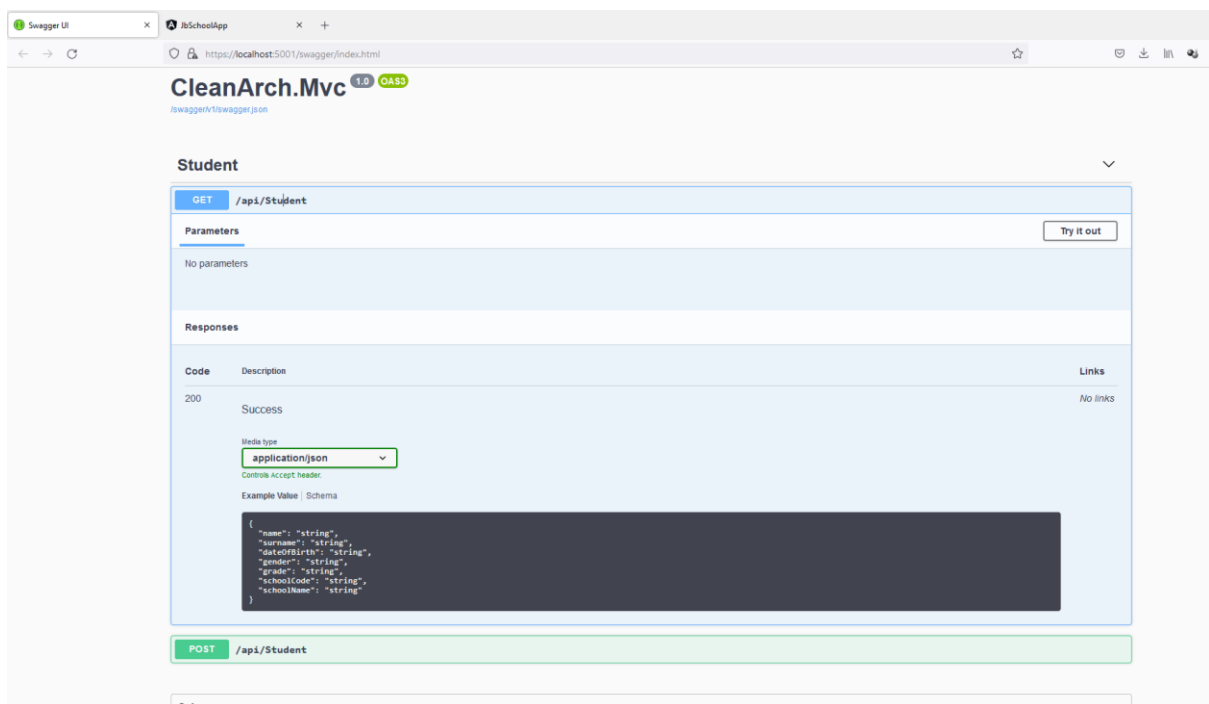 Swagger UI
JbSchoolApp
https://localhost:5001/swagger/index.html
CleanArch.Mvc 1.0 OAS3
/swagger/v1/swagger.json
Student
GET /api/Student
Parameters
Try it out
No parameters
Responses
Code Description Links
200 Success No links
Media type
application/json
Controls Accept header.
Example Value | Schema
{
"name": "string",
"surname": "string",
"dateOfBirth": "string",
"gender": "string",
"grade": "string",
"schoolCode": "string",
"schoolName": "string"
}
POST /api/Student